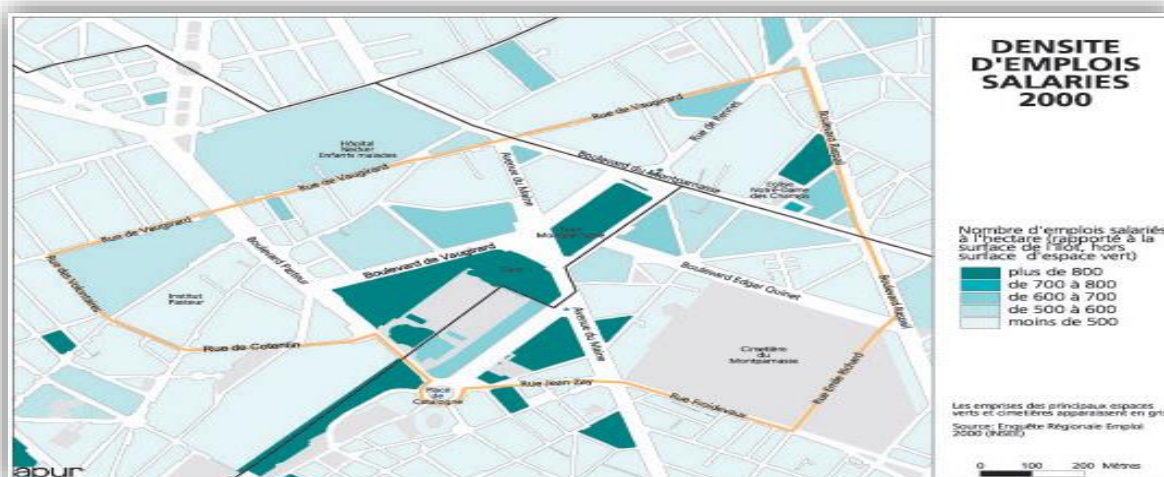 DENSITE
D'EMPLOIS
SALARIES
2000
Nombre d'emplois salariés
à l'hectare (rapporté à la
surface de l'îlot, hors
surface d'espace vert)
plus de 800
de 700 à 800
de 600 à 700
de 500 à 600
moins de 500
Les emprises des principaux espaces
verts et cimetières apparaissent en gris
Source: Enquête Régionale Emploi
2000 (INSEE)
0 100 200 Mètres
Rue de Vaugirard
Rue de Rennes
Boulevard Raspail
Hôpital
Necker
Enfants malades
Avenue du Maine
Boulevard du Montparnasse
Rue de Vaugirard
Notre-Dame
des Champs
Rue de Vaugirard
Tour
Montparnasse
Boulevard de Vaugirard
Boulevard Pasteur
Gare
Boulevard Edgar Quinet
Rue des Volontaires
Institut
Pasteur
Boulevard Raspail
Avenue du Maine
Rue de Cotentin
Cimetière
du
Montparnasse
Rue Emile Richard
Place
de
Catalogne
Rue Jean Zay
Rue Froidevaux
apur